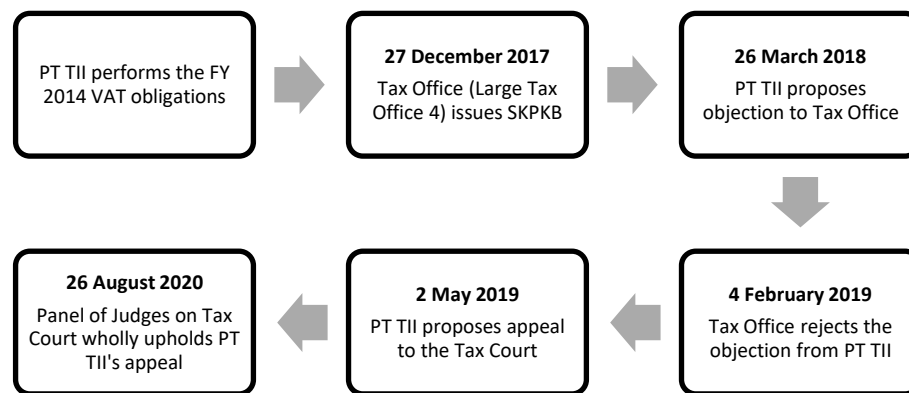 PT TII performs the FY
2014 VAT obligations
27 December 2017
Tax Office (Large Tax
Office 4) issues SKPKB
26 March 2018
PT TII proposes
objection to Tax Office
4 February 2019
Tax Office rejects the
objection from PT TII
2 May 2019
PT TII proposes appeal
to the Tax Court
26 August 2020
Panel of Judges on Tax
Court wholly upholds PT
TII's appeal